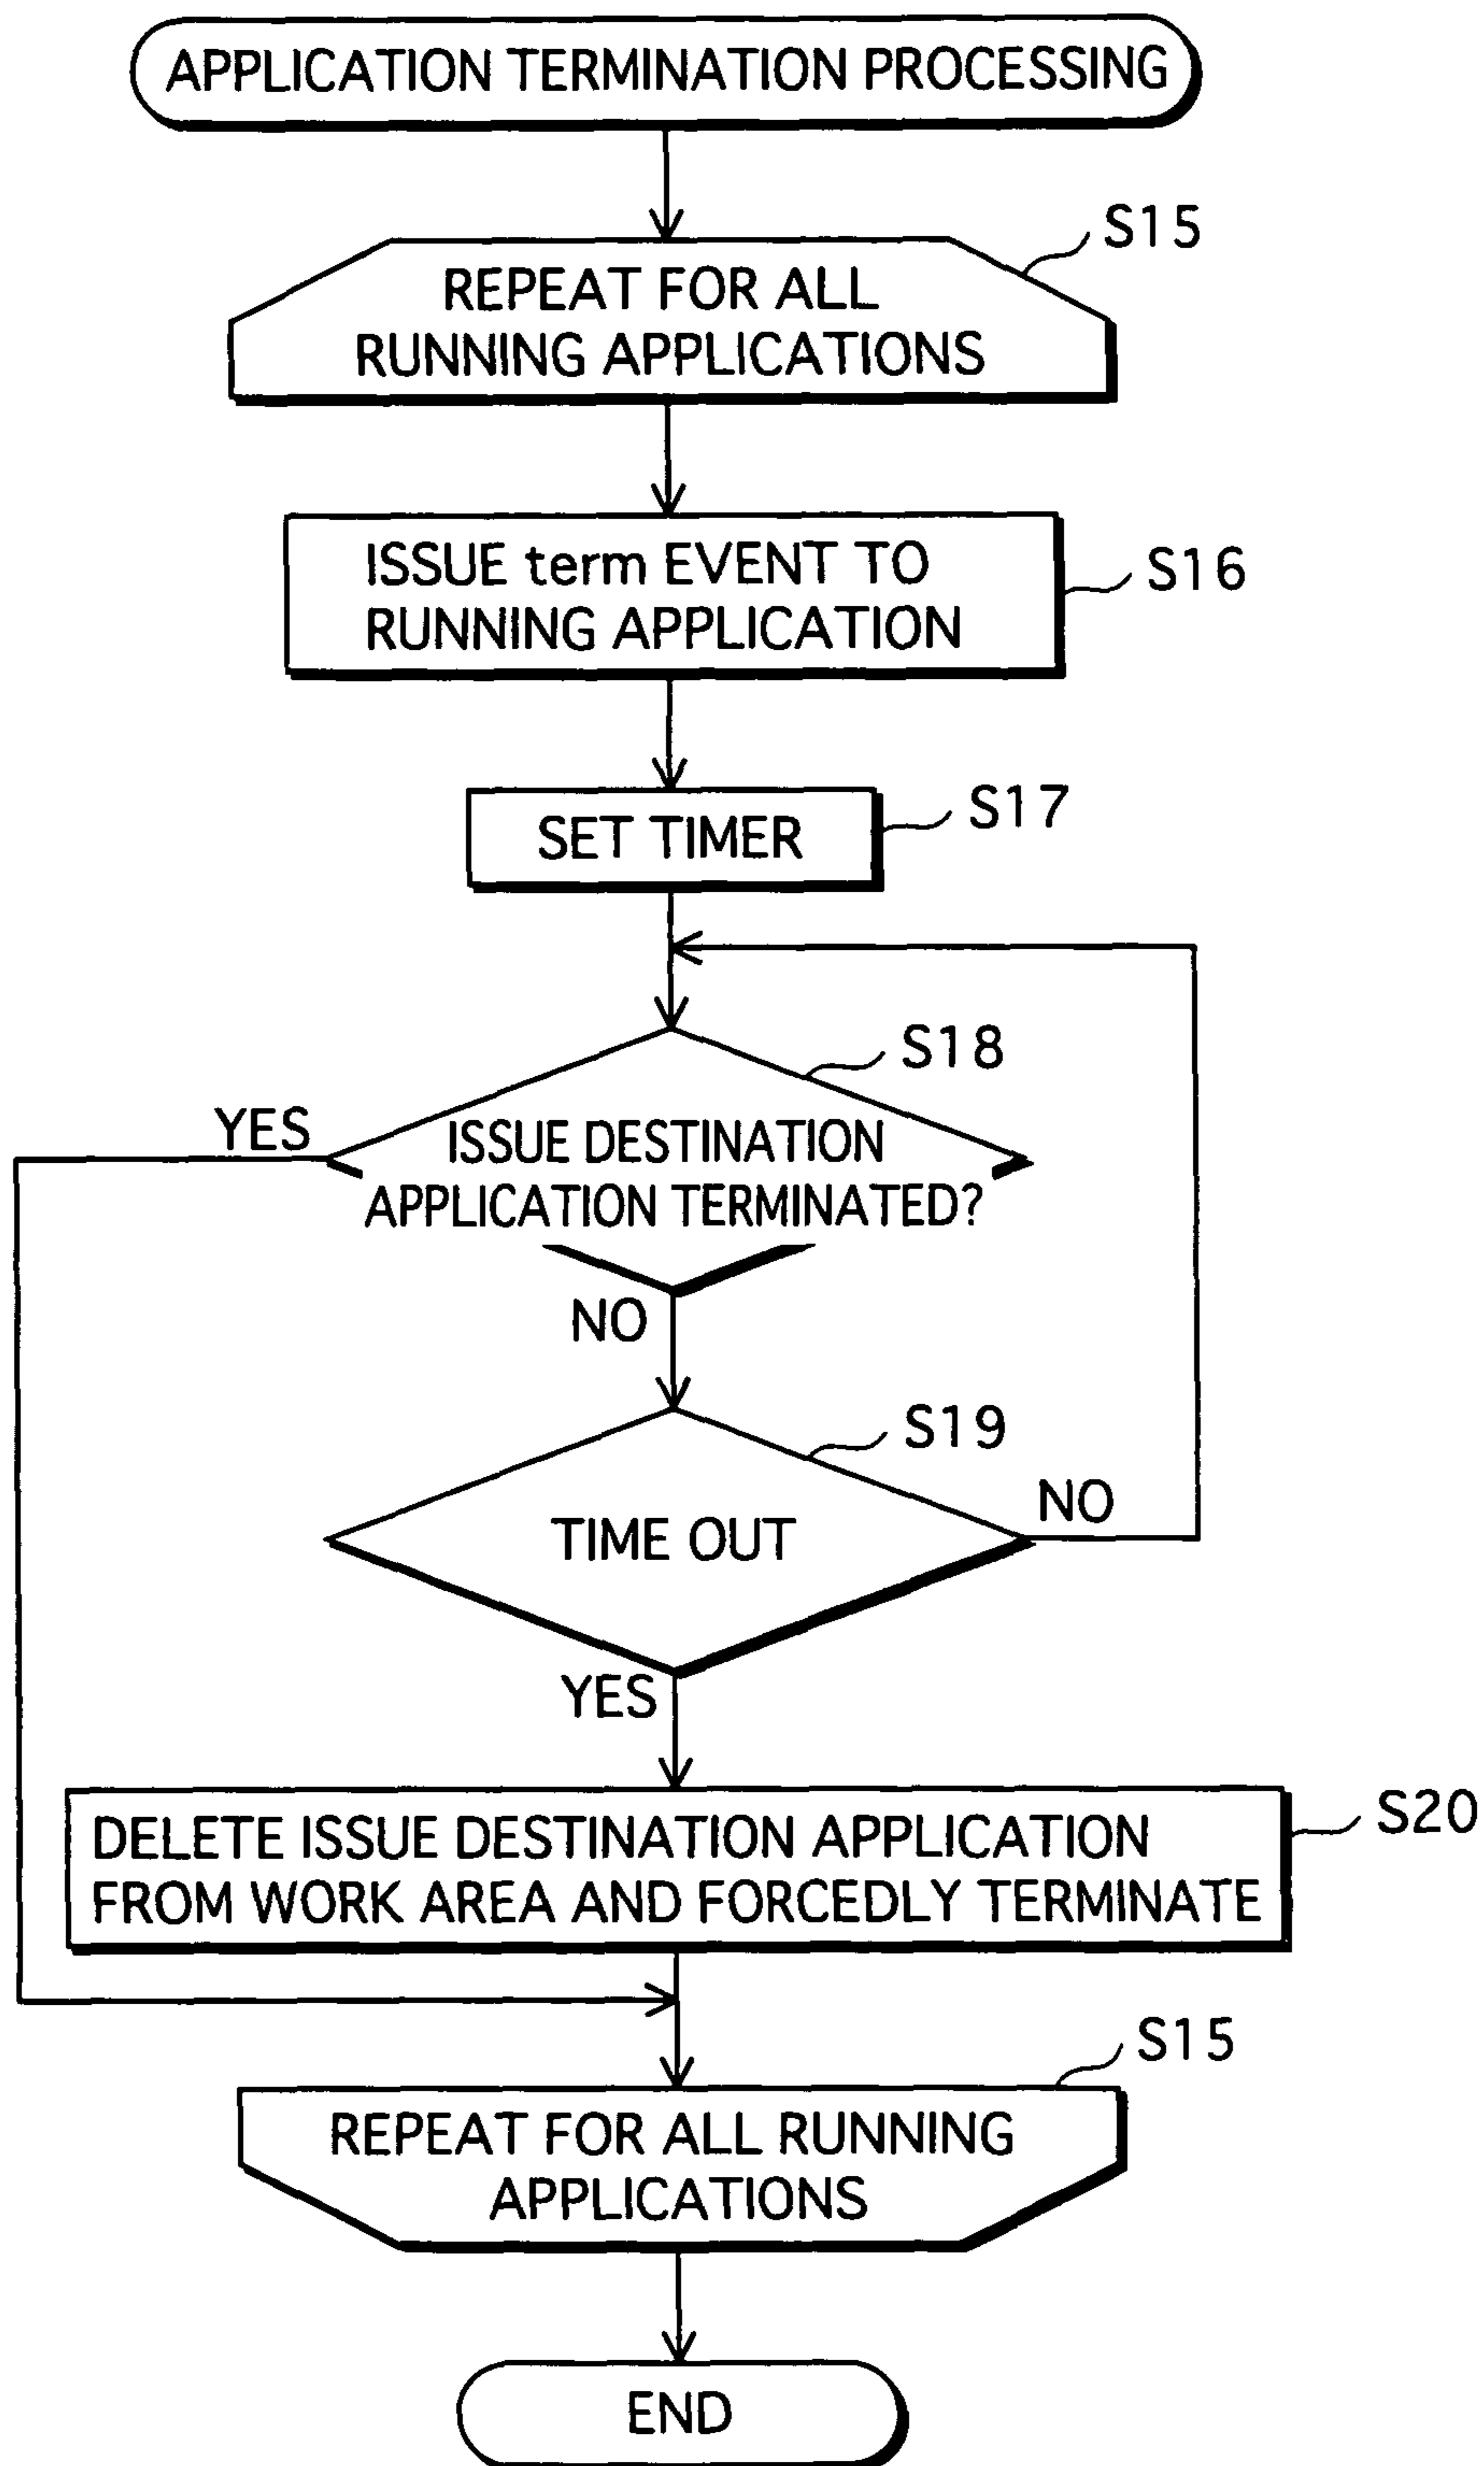 APPLICATION TERMINATION PROCESSING
S15
REPEAT FOR ALL
RUNNING APPLICATIONS
ISSUE term EVENT TO
RUNNING APPLICATION
S16
SET TIMER
S17
S18
YES
ISSUE DESTINATION
APPLICATION TERMINATED?
NO
S19
NO
TIME OUT
YES
DELETE ISSUE DESTINATION APPLICATION
FROM WORK AREA AND FORCEDLY TERMINATE
S20
S15
REPEAT FOR ALL RUNNING
APPLICATIONS
END